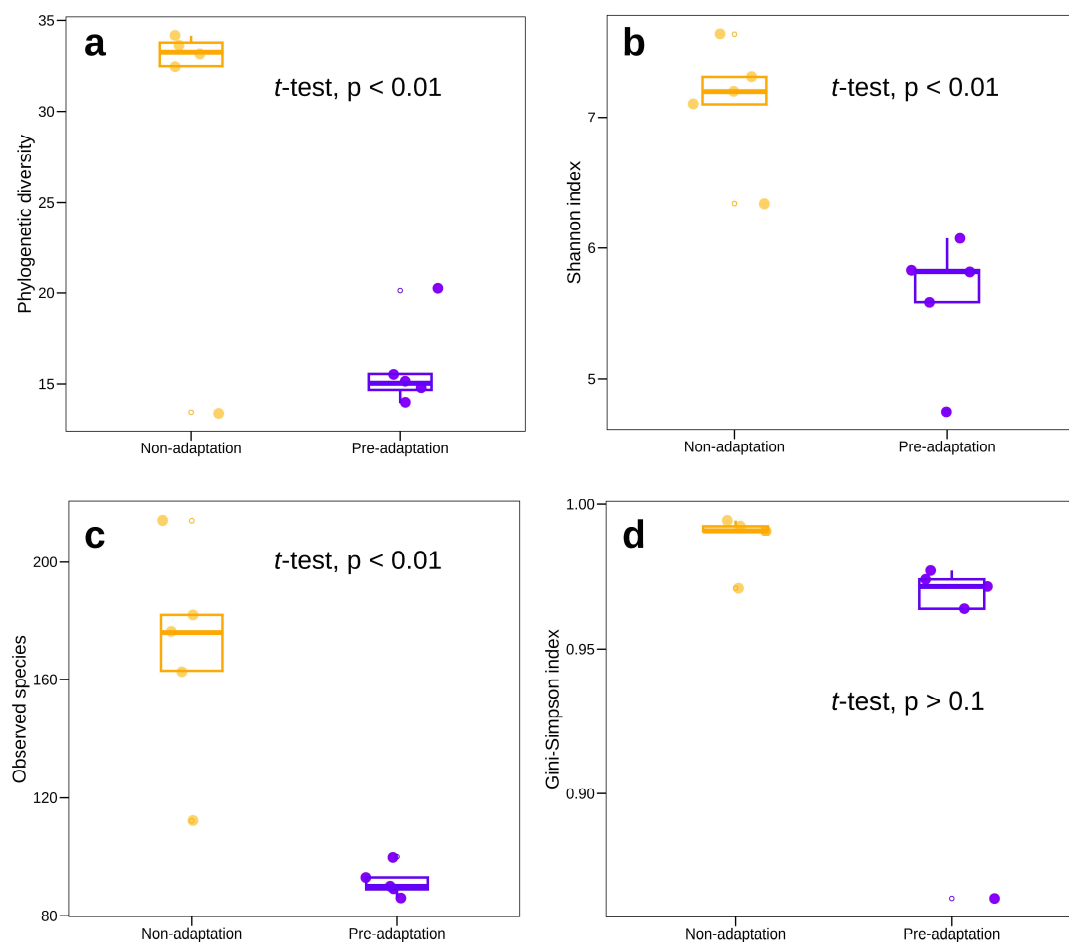 a
t-test, p < 0.01
Phylogenetic diversity
35
30
25
20
15
Non-adaptation
Pre-adaptation
b
t-test, p < 0.01
Shannon index
7
6
5
Non-adaptation
Pre-adaptation
c
t-test, p < 0.01
Observed species
200
160
120
80
Non-adaptation
Prc-adaptation
d
t-test, p > 0.1
Gini-Simpson index
1.00
0.95
0.90
Non-adaptation
Pre-adaptation